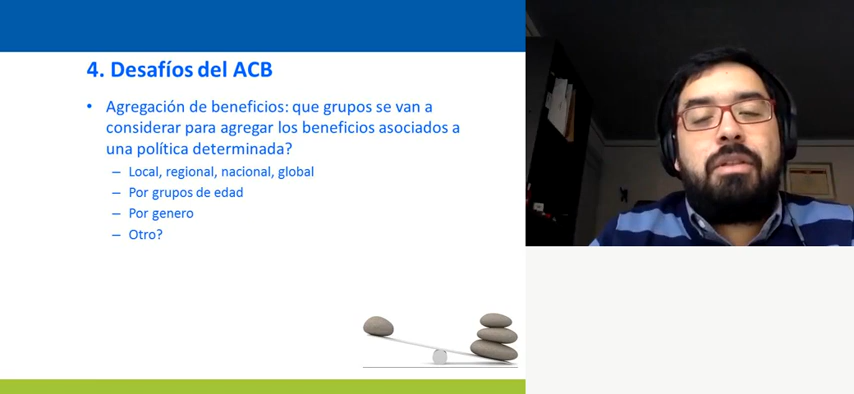 4. Desafíos del ACB
• Agregación de beneficios: que grupos se van a
considerar para agregar los beneficios asociados a
una política determinada?
– Local, regional, nacional, global
– Por grupos de edad
– Por genero
– Otro?